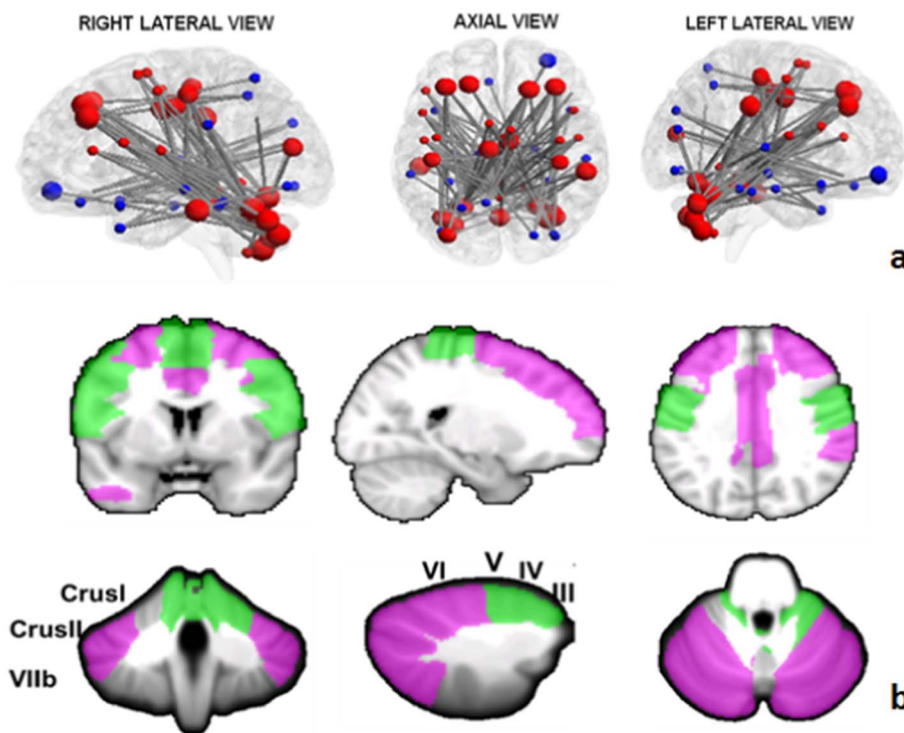 RIGHT LATERAL VIEW
AXIAL VIEW
LEFT LATERAL VIEW
a
CrusI
CrusII
VIIb
VI
V
IV
III
b